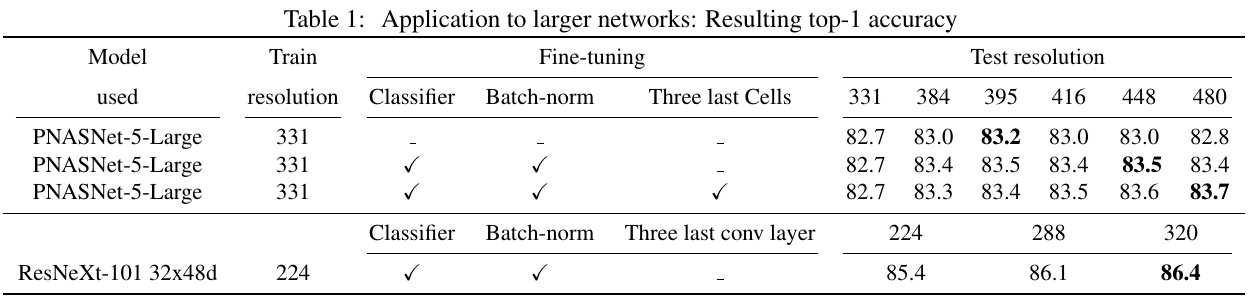 Table 1: Application to larger networks: Resulting top-1 accuracy
Model Train Fine-tuning Test resolution
used resolution Classifier Batch-norm Three last Cells 331 384 395 416 448 480
PNASNet-5-Large 331 - - - 82.7 83.0 83.2 83.0 83.0 82.8
PNASNet-5-Large 331 ✓ ✓ - 82.7 83.4 83.5 83.4 83.5 83.4
PNASNet-5-Large 331 ✓ ✓ ✓ 82.7 83.3 83.4 83.5 83.6 83.7
Classifier Batch-norm Three last conv layer 224 288 320
ResNeXt-101 32x48d 224 ✓ ✓ - 85.4 86.1 86.4